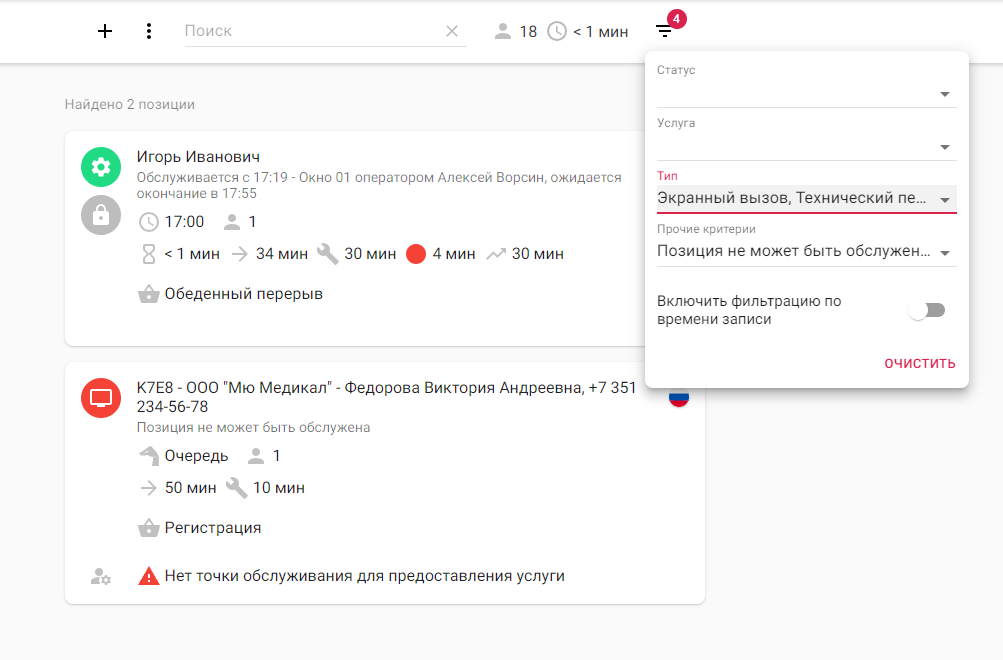 Поиск
18 < 1 мин
4
Статус
Услуга
Тип
Экранный вызов, Технический пе...
Прочие критерии
Позиция не может быть обслужен...
Включить фильтрацию по
времени записи
ОЧИСТИТЬ
Найдено 2 позиции
Игорь Иванович
Обслуживается с 17:19 - Окно 01 оператором Алексей Ворсин, ожидается
окончание в 17:55
17:00 1
< 1 мин 34 мин 30 мин 4 мин 30 мин
Обеденный перерыв
K7E8 - ООО "Мю Медикал" - Федорова Виктория Андреевна, +7 351
234-56-78
Позиция не может быть обслужена
Очередь 1
50 мин 10 мин
Регистрация
Нет точки обслуживания для предоставления услуги